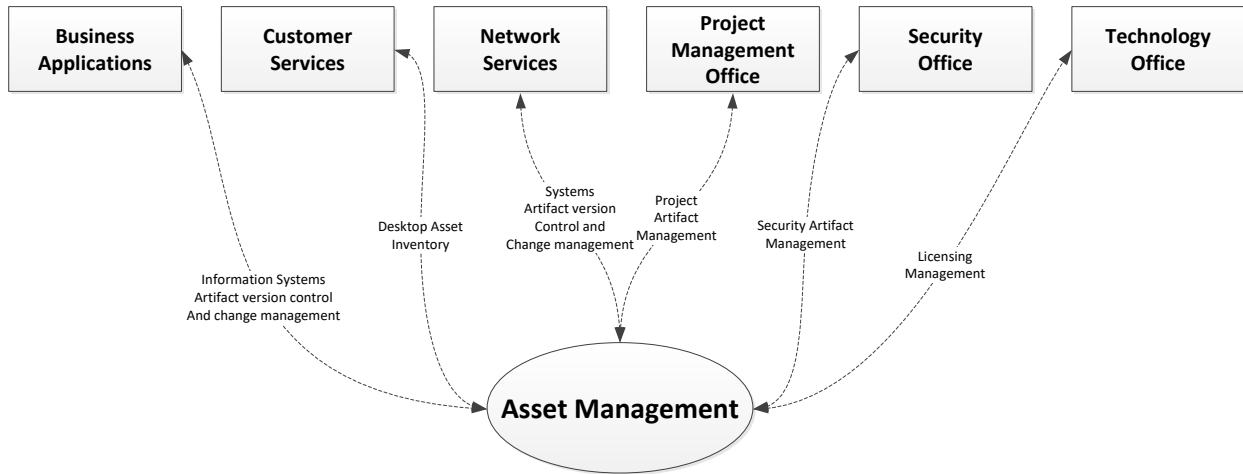 Business
Applications
Customer
Services
Network
Services
Project
Management
Office
Security
Office
Technology
Office
Information Systems
Artifact version control
And change management
Desktop Asset
Inventory
Systems
Artifact version
Control and
Change management
Project
Artifact
Management
Security Artifact
Management
Licensing
Management
Asset Management